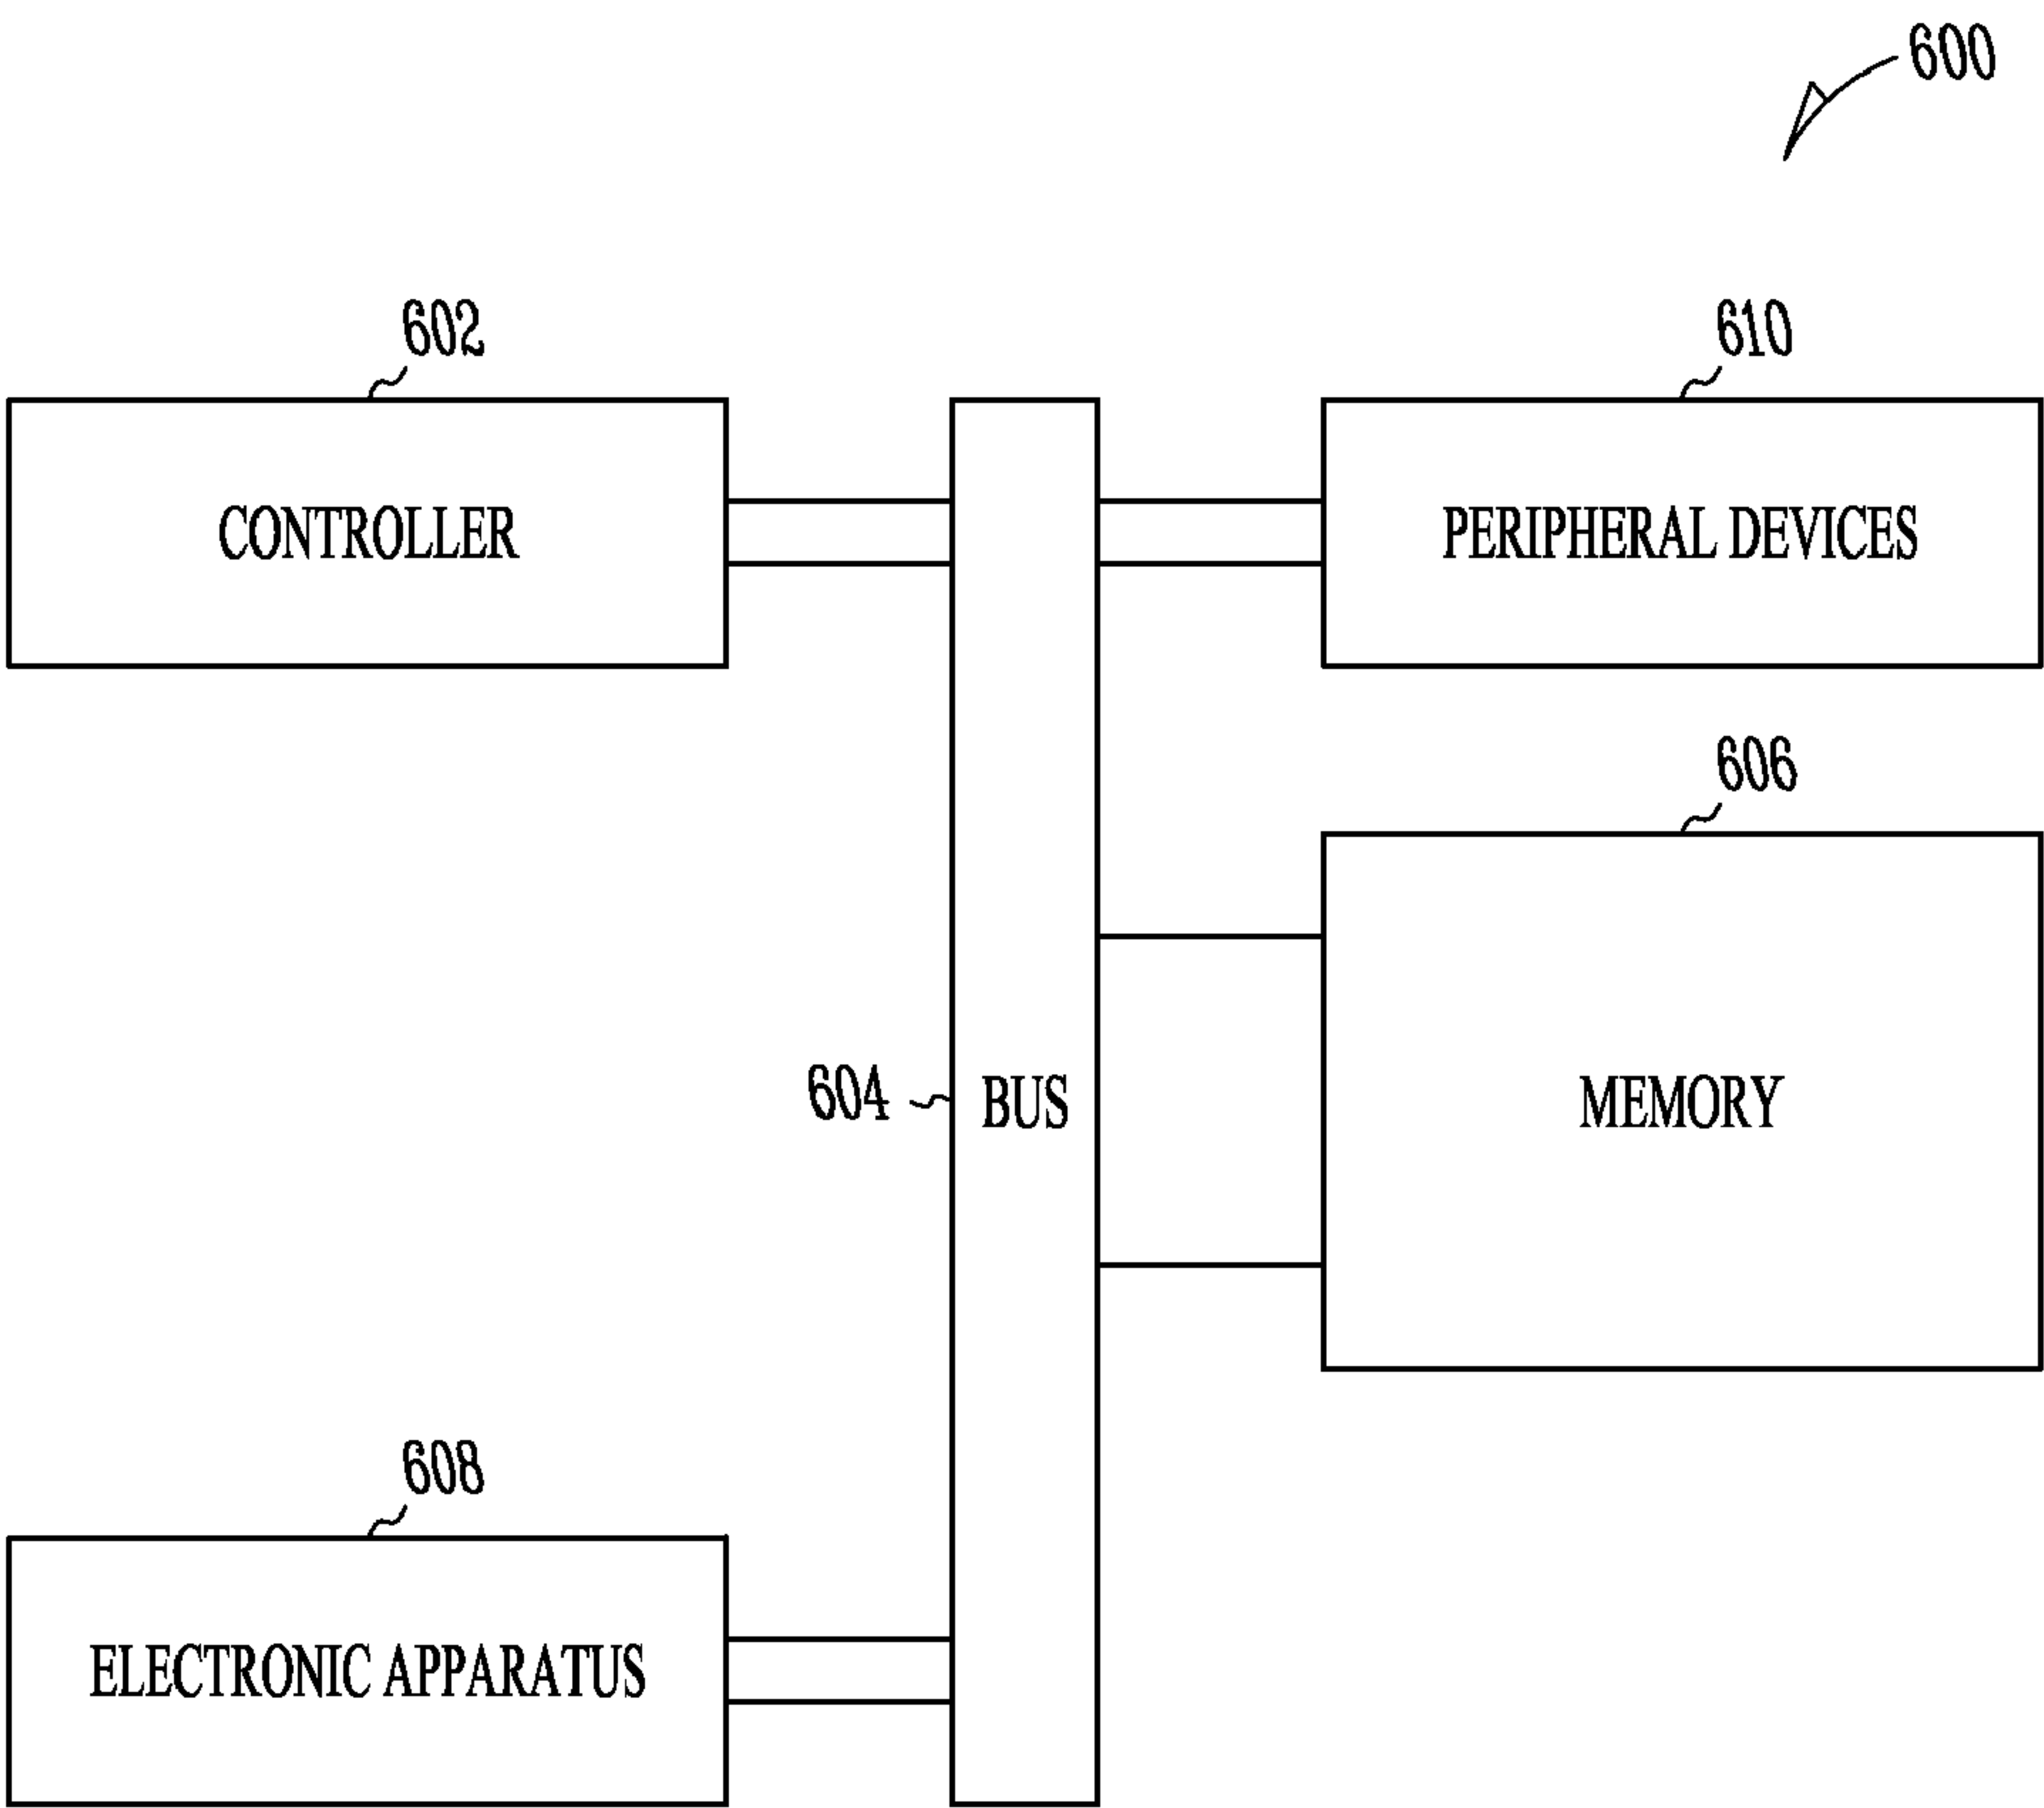 600
602
610
CONTROLLER
PERIPHERAL DEVICES
606
604
BUS
MEMORY
608
ELECTRONIC APPARATUS